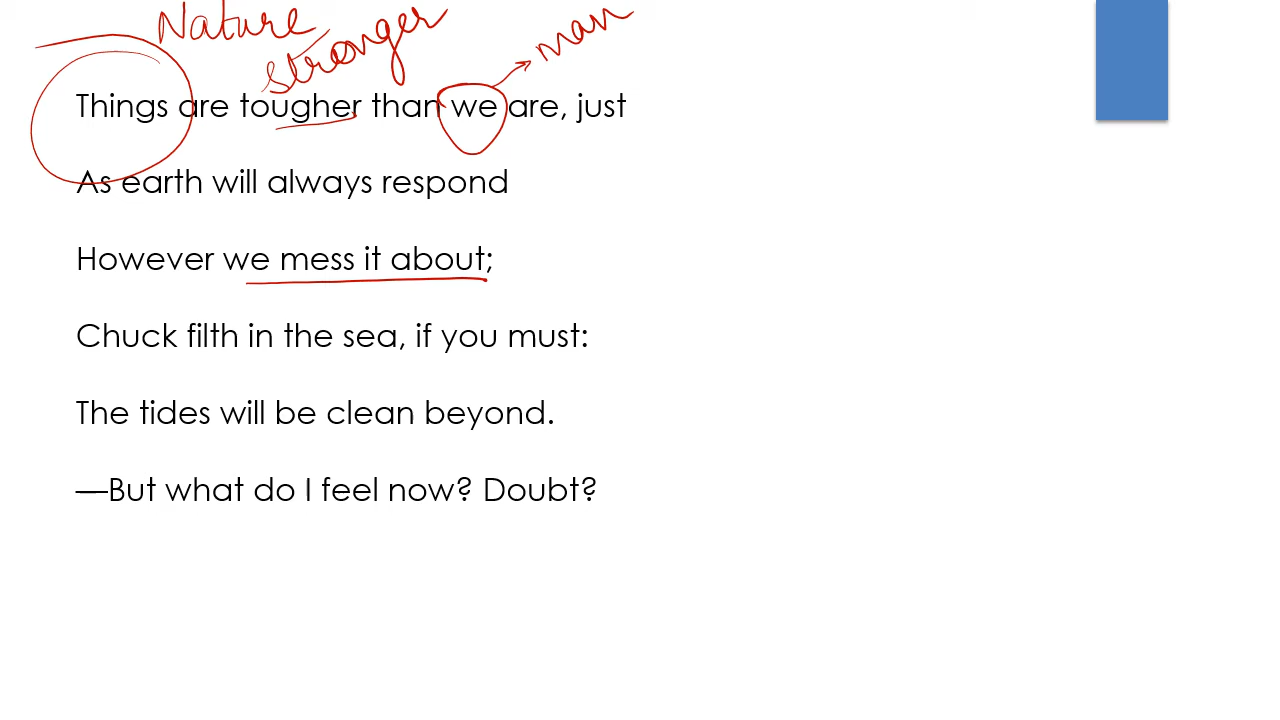 Nature
stronger
man
Things are tougher than we are, just
As earth will always respond
However we mess it about;
Chuck filth in the sea, if you must:
The tides will be clean beyond.
—But what do I feel now? Doubt?